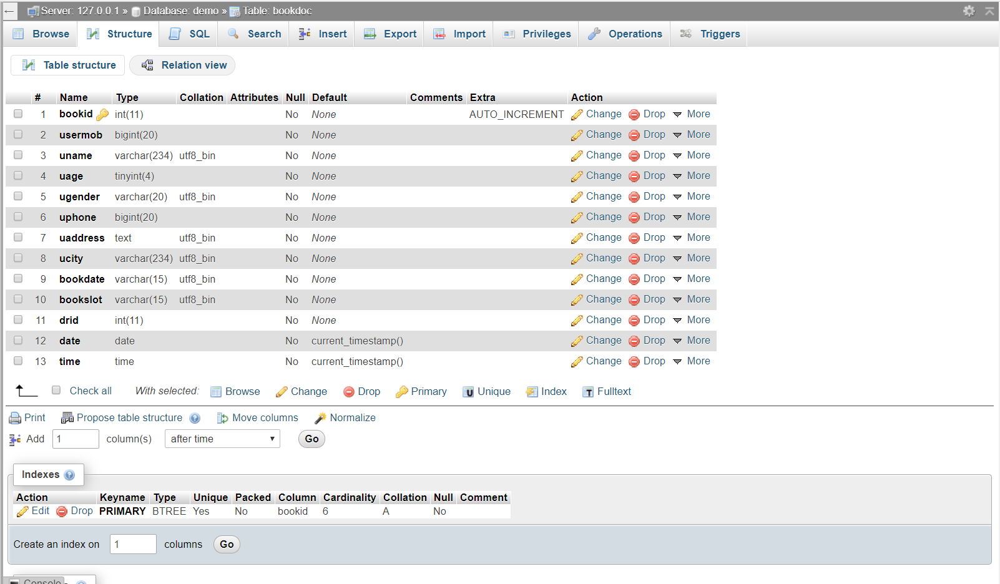 Server: 127.0.0.1 » Database: demo » Table: bookdoc
Browse Structure SQL Search Insert Export Import Privileges Operations Triggers
Table structure Relation view
# Name Type Collation Attributes Null Default Comments Extra Action
1 bookid int(11) No None AUTO_INCREMENT Change Drop More
2 usermob bigint(20) No None Change Drop More
3 uname varchar(234) utf8_bin No None Change Drop More
4 uage tinyint(4) No None Change Drop More
5 ugender varchar(20) utf8_bin No None Change Drop More
6 uphone bigint(20) No None Change Drop More
7 uaddress text utf8_bin No None Change Drop More
8 ucity varchar(234) utf8_bin No None Change Drop More
9 bookdate varchar(15) utf8_bin No None Change Drop More
10 bookslot varchar(15) utf8_bin No None Change Drop More
11 drid int(11) No None Change Drop More
12 date date No current_timestamp() Change Drop More
13 time time No current_timestamp() Change Drop More
Check all With selected: Browse Change Drop Primary Unique Index Fulltext
Print Propose table structure Move columns Normalize
Add 1 column(s) after time Go
Indexes
Action Keyname Type Unique Packed Column Cardinality Collation Null Comment
Edit Drop PRIMARY BTREE Yes No bookid 6 A No
Create an index on 1 columns Go
Console